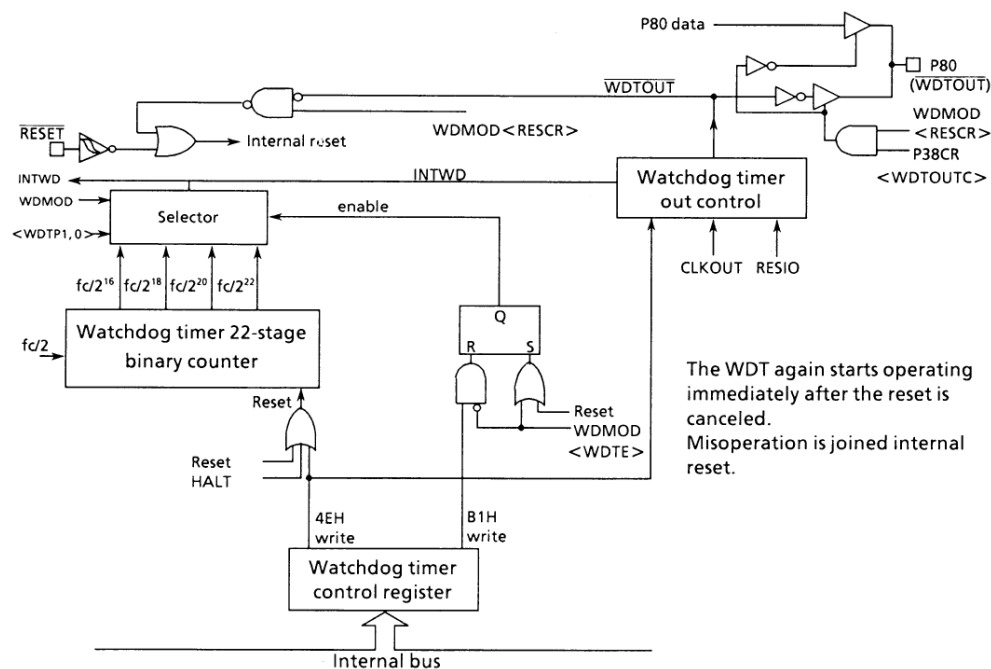 P80 data
P80
(WDTOUT)
WDTOUT
WDMOD
<RESCR>
P38CR
<WDTOUTC>
WDMOD<RESCR>
RESET
Internal reset
INTWD
INTWD
WDMOD
<WDTP1,0>
Selector
enable
Watchdog timer
out control
CLKOUT RESIO
fc/2¹⁶ fc/2¹⁸ fc/2²⁰ fc/2²²
Watchdog timer 22-stage
binary counter
fc/2
Q
R S
Reset
Reset
WDMOD
<WDTE>
The WDT again starts operating
immediately after the reset is
canceled.
Misoperation is joined internal
reset.
Reset
HALT
4EH
write
B1H
write
Watchdog timer
control register
Internal bus